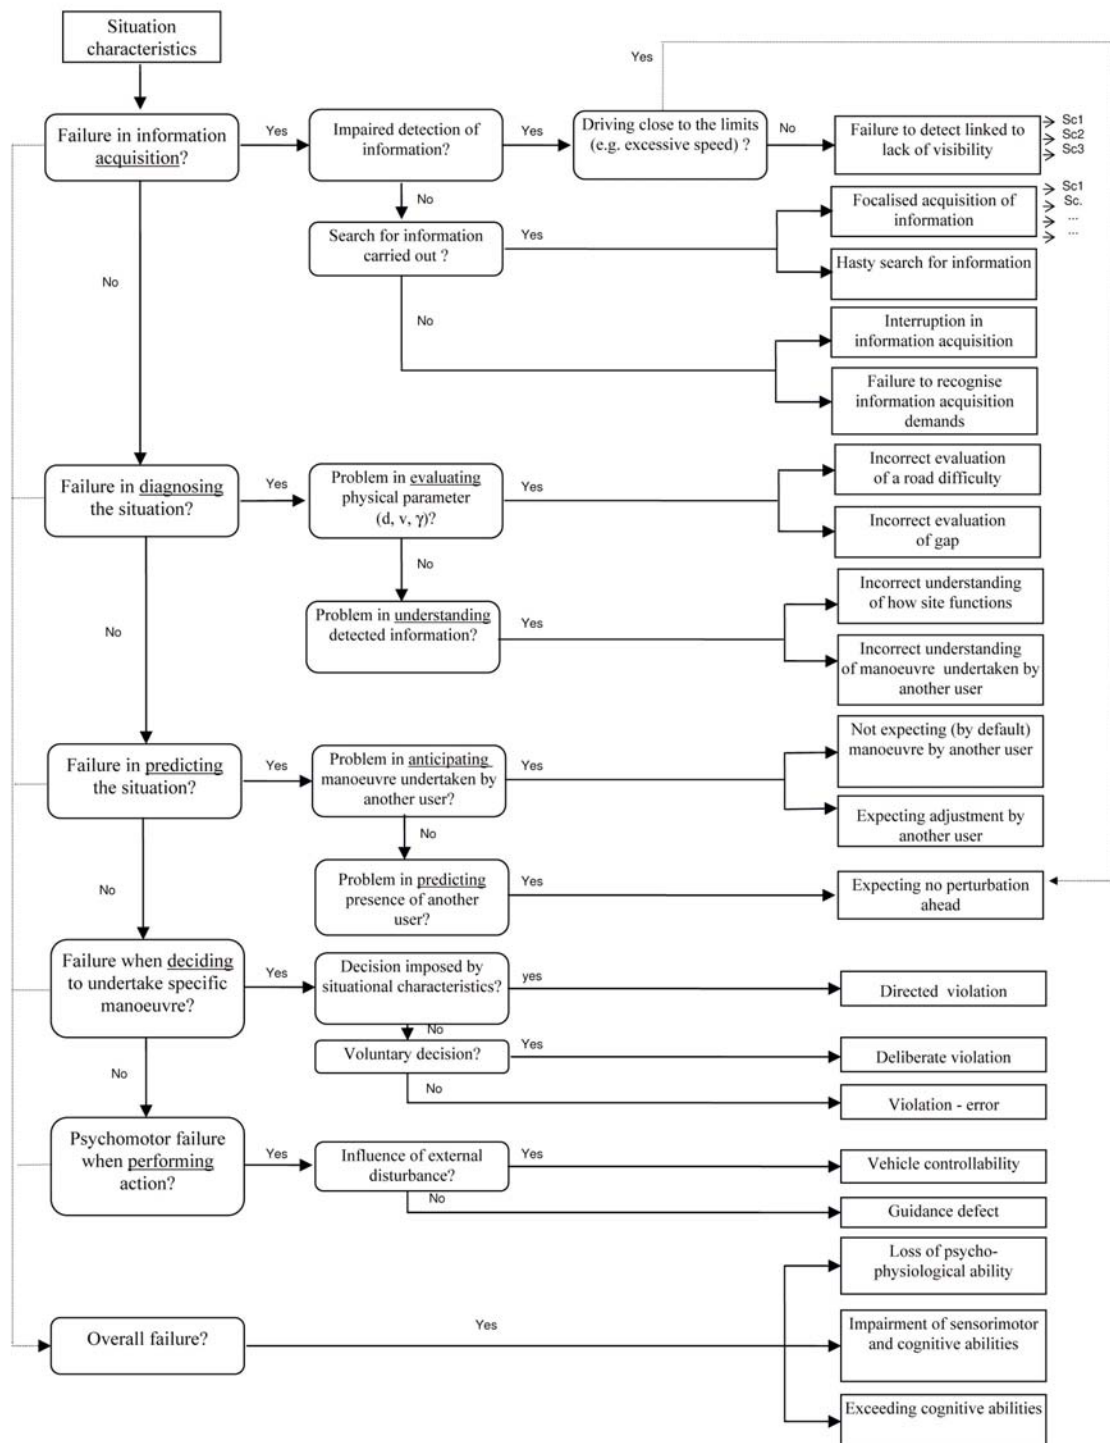 Situation
characteristics
Yes
Failure in information
acquisition?
Yes
Impaired detection of
information?
Yes
Driving close to the limits
(e.g. excessive speed) ?
No
Failure to detect linked to
lack of visibility
Sc1
Sc2
Sc3
No
Search for information
carried out ?
Yes
Focalised acquisition of
information
Sc1
Sc.
...
...
Hasty search for information
No
No
Interruption in
information acquisition
Failure to recognise
information acquisition
demands
Failure in diagnosing
the situation?
Yes
Problem in evaluating
physical parameter
(d, v, γ)?
Yes
Incorrect evaluation
of a road difficulty
Incorrect evaluation
of gap
No
No
Problem in understanding
detected information?
Yes
Incorrect understanding
of how site functions
Incorrect understanding
of manoeuvre undertaken by
another user
Failure in predicting
the situation?
Yes
Problem in anticipating
manoeuvre undertaken by
another user?
Yes
Not expecting (by default)
manoeuvre by another user
Expecting adjustment by
another user
No
No
Problem in predicting
presence of another
user?
Yes
Expecting no perturbation
ahead
Failure when deciding
to undertake specific
manoeuvre?
Yes
Decision imposed by
situational characteristics?
yes
Directed violation
No
No
Voluntary decision?
Yes
Deliberate violation
No
Violation - error
Psychomotor failure
when performing
action?
Yes
Influence of external
disturbance?
Yes
Vehicle controllability
No
Guidance defect
Overall failure?
Yes
Loss of psycho-
physiological ability
Impairment of sensorimotor
and cognitive abilities
Exceeding cognitive abilities